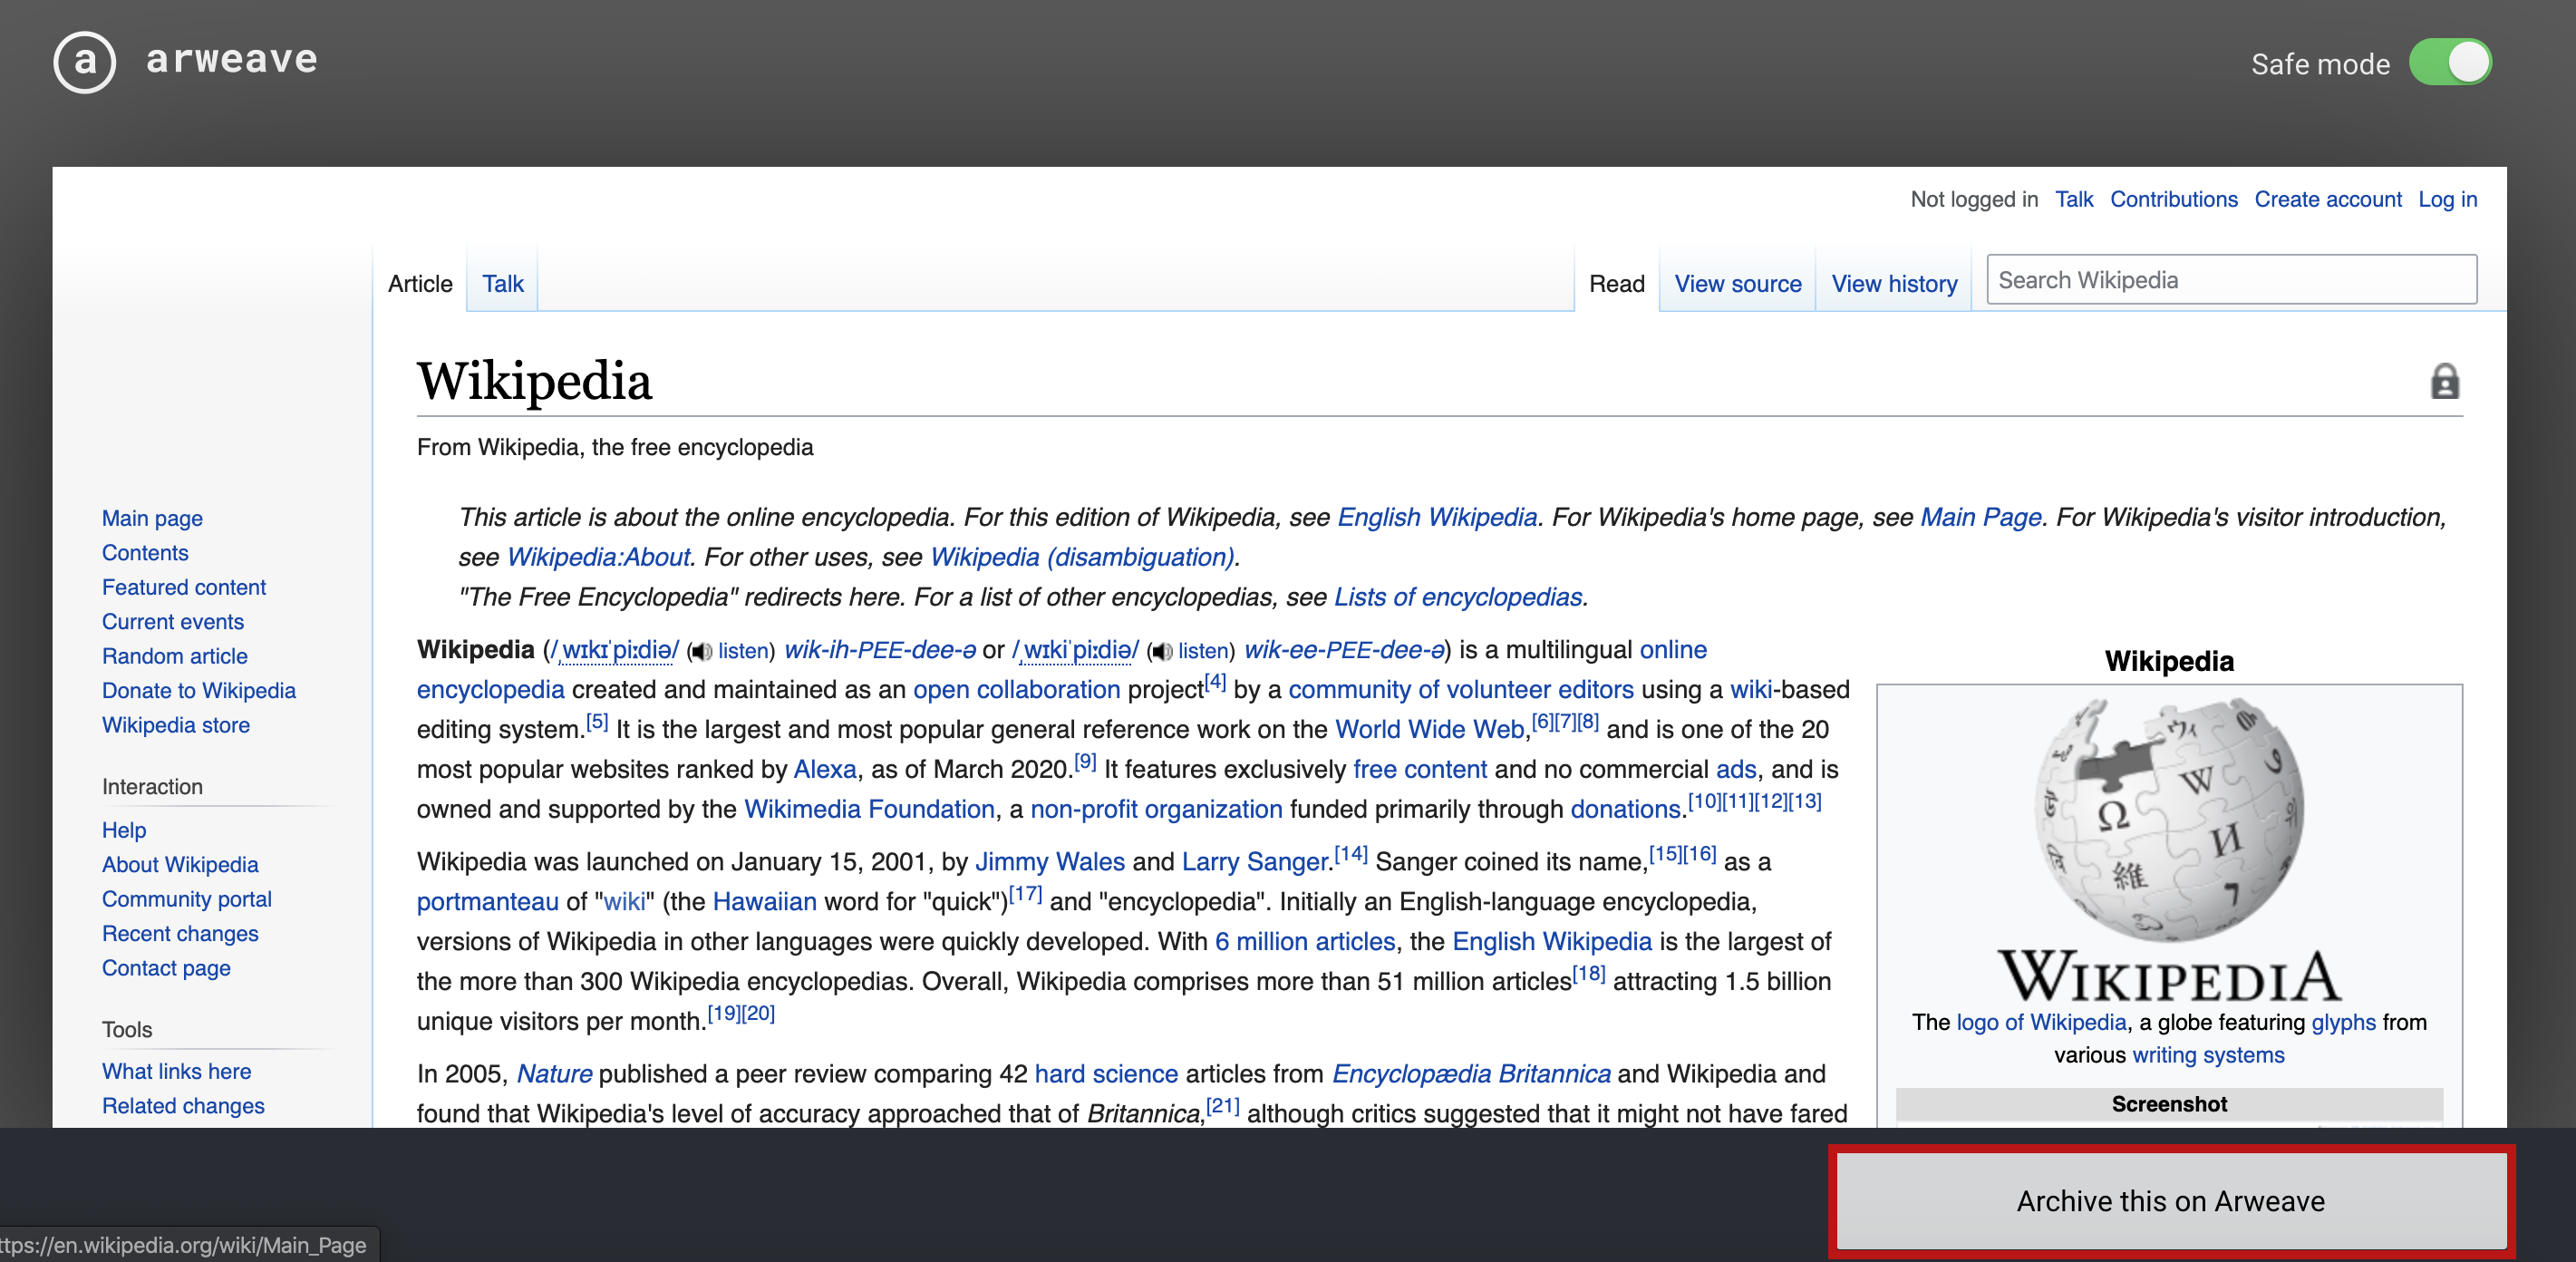 a arweave
Safe mode
Not logged in Talk Contributions Create account Log in
Article Talk Read View source View history Search Wikipedia
Wikipedia
From Wikipedia, the free encyclopedia
Main page
Contents
Featured content
Current events
Random article
Donate to Wikipedia
Wikipedia store
Interaction
Help
About Wikipedia
Community portal
Recent changes
Contact page
Tools
What links here
Related changes
This article is about the online encyclopedia. For this edition of Wikipedia, see English Wikipedia. For Wikipedia's home page, see Main Page. For Wikipedia's visitor introduction,
see Wikipedia:About. For other uses, see Wikipedia (disambiguation).
"The Free Encyclopedia" redirects here. For a list of other encyclopedias, see Lists of encyclopedias.
Wikipedia (/ˌwɪkɪˈpiːdiə/ (listen) wik-ih-PEE-dee-ə or /ˌwɪkiˈpiːdiə/ (listen) wik-ee-PEE-dee-ə) is a multilingual online
encyclopedia created and maintained as an open collaboration project[4] by a community of volunteer editors using a wiki-based
editing system.[5] It is the largest and most popular general reference work on the World Wide Web,[6][7][8] and is one of the 20
most popular websites ranked by Alexa, as of March 2020.[9] It features exclusively free content and no commercial ads, and is
owned and supported by the Wikimedia Foundation, a non-profit organization funded primarily through donations.[10][11][12][13]
Wikipedia was launched on January 15, 2001, by Jimmy Wales and Larry Sanger.[14] Sanger coined its name,[15][16] as a
portmanteau of "wiki" (the Hawaiian word for "quick")[17] and "encyclopedia". Initially an English-language encyclopedia,
versions of Wikipedia in other languages were quickly developed. With 6 million articles, the English Wikipedia is the largest of
the more than 300 Wikipedia encyclopedias. Overall, Wikipedia comprises more than 51 million articles[18] attracting 1.5 billion
unique visitors per month.[19][20]
In 2005, Nature published a peer review comparing 42 hard science articles from Encyclopædia Britannica and Wikipedia and
found that Wikipedia's level of accuracy approached that of Britannica,[21] although critics suggested that it might not have fared
Wikipedia
Ω W И 維 ウィ 7
WIKIPEDIA
The logo of Wikipedia, a globe featuring glyphs from
various writing systems
Screenshot
Archive this on Arweave
ttps://en.wikipedia.org/wiki/Main_Page